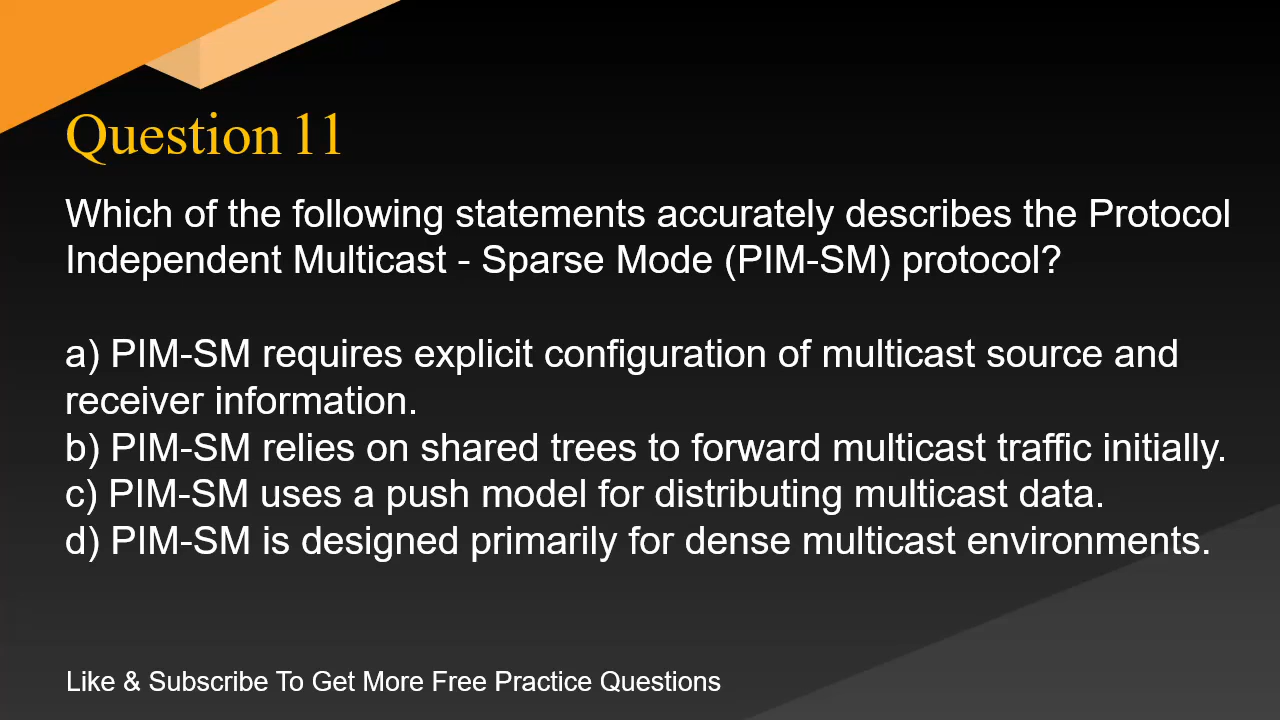 Question 11
Which of the following statements accurately describes the Protocol
Independent Multicast - Sparse Mode (PIM-SM) protocol?
a) PIM-SM requires explicit configuration of multicast source and
receiver information.
b) PIM-SM relies on shared trees to forward multicast traffic initially.
c) PIM-SM uses a push model for distributing multicast data.
d) PIM-SM is designed primarily for dense multicast environments.
Like & Subscribe To Get More Free Practice Questions